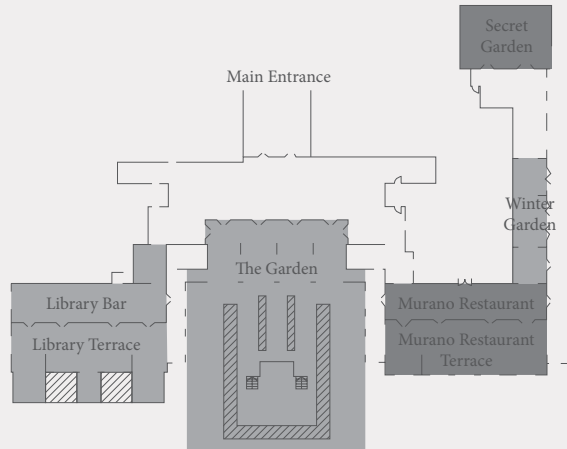 Secret
Garden
Main Entrance
Winter
Garden
The Garden
Library Bar
Murano Restaurant
Library Terrace
Murano Restaurant
Terrace